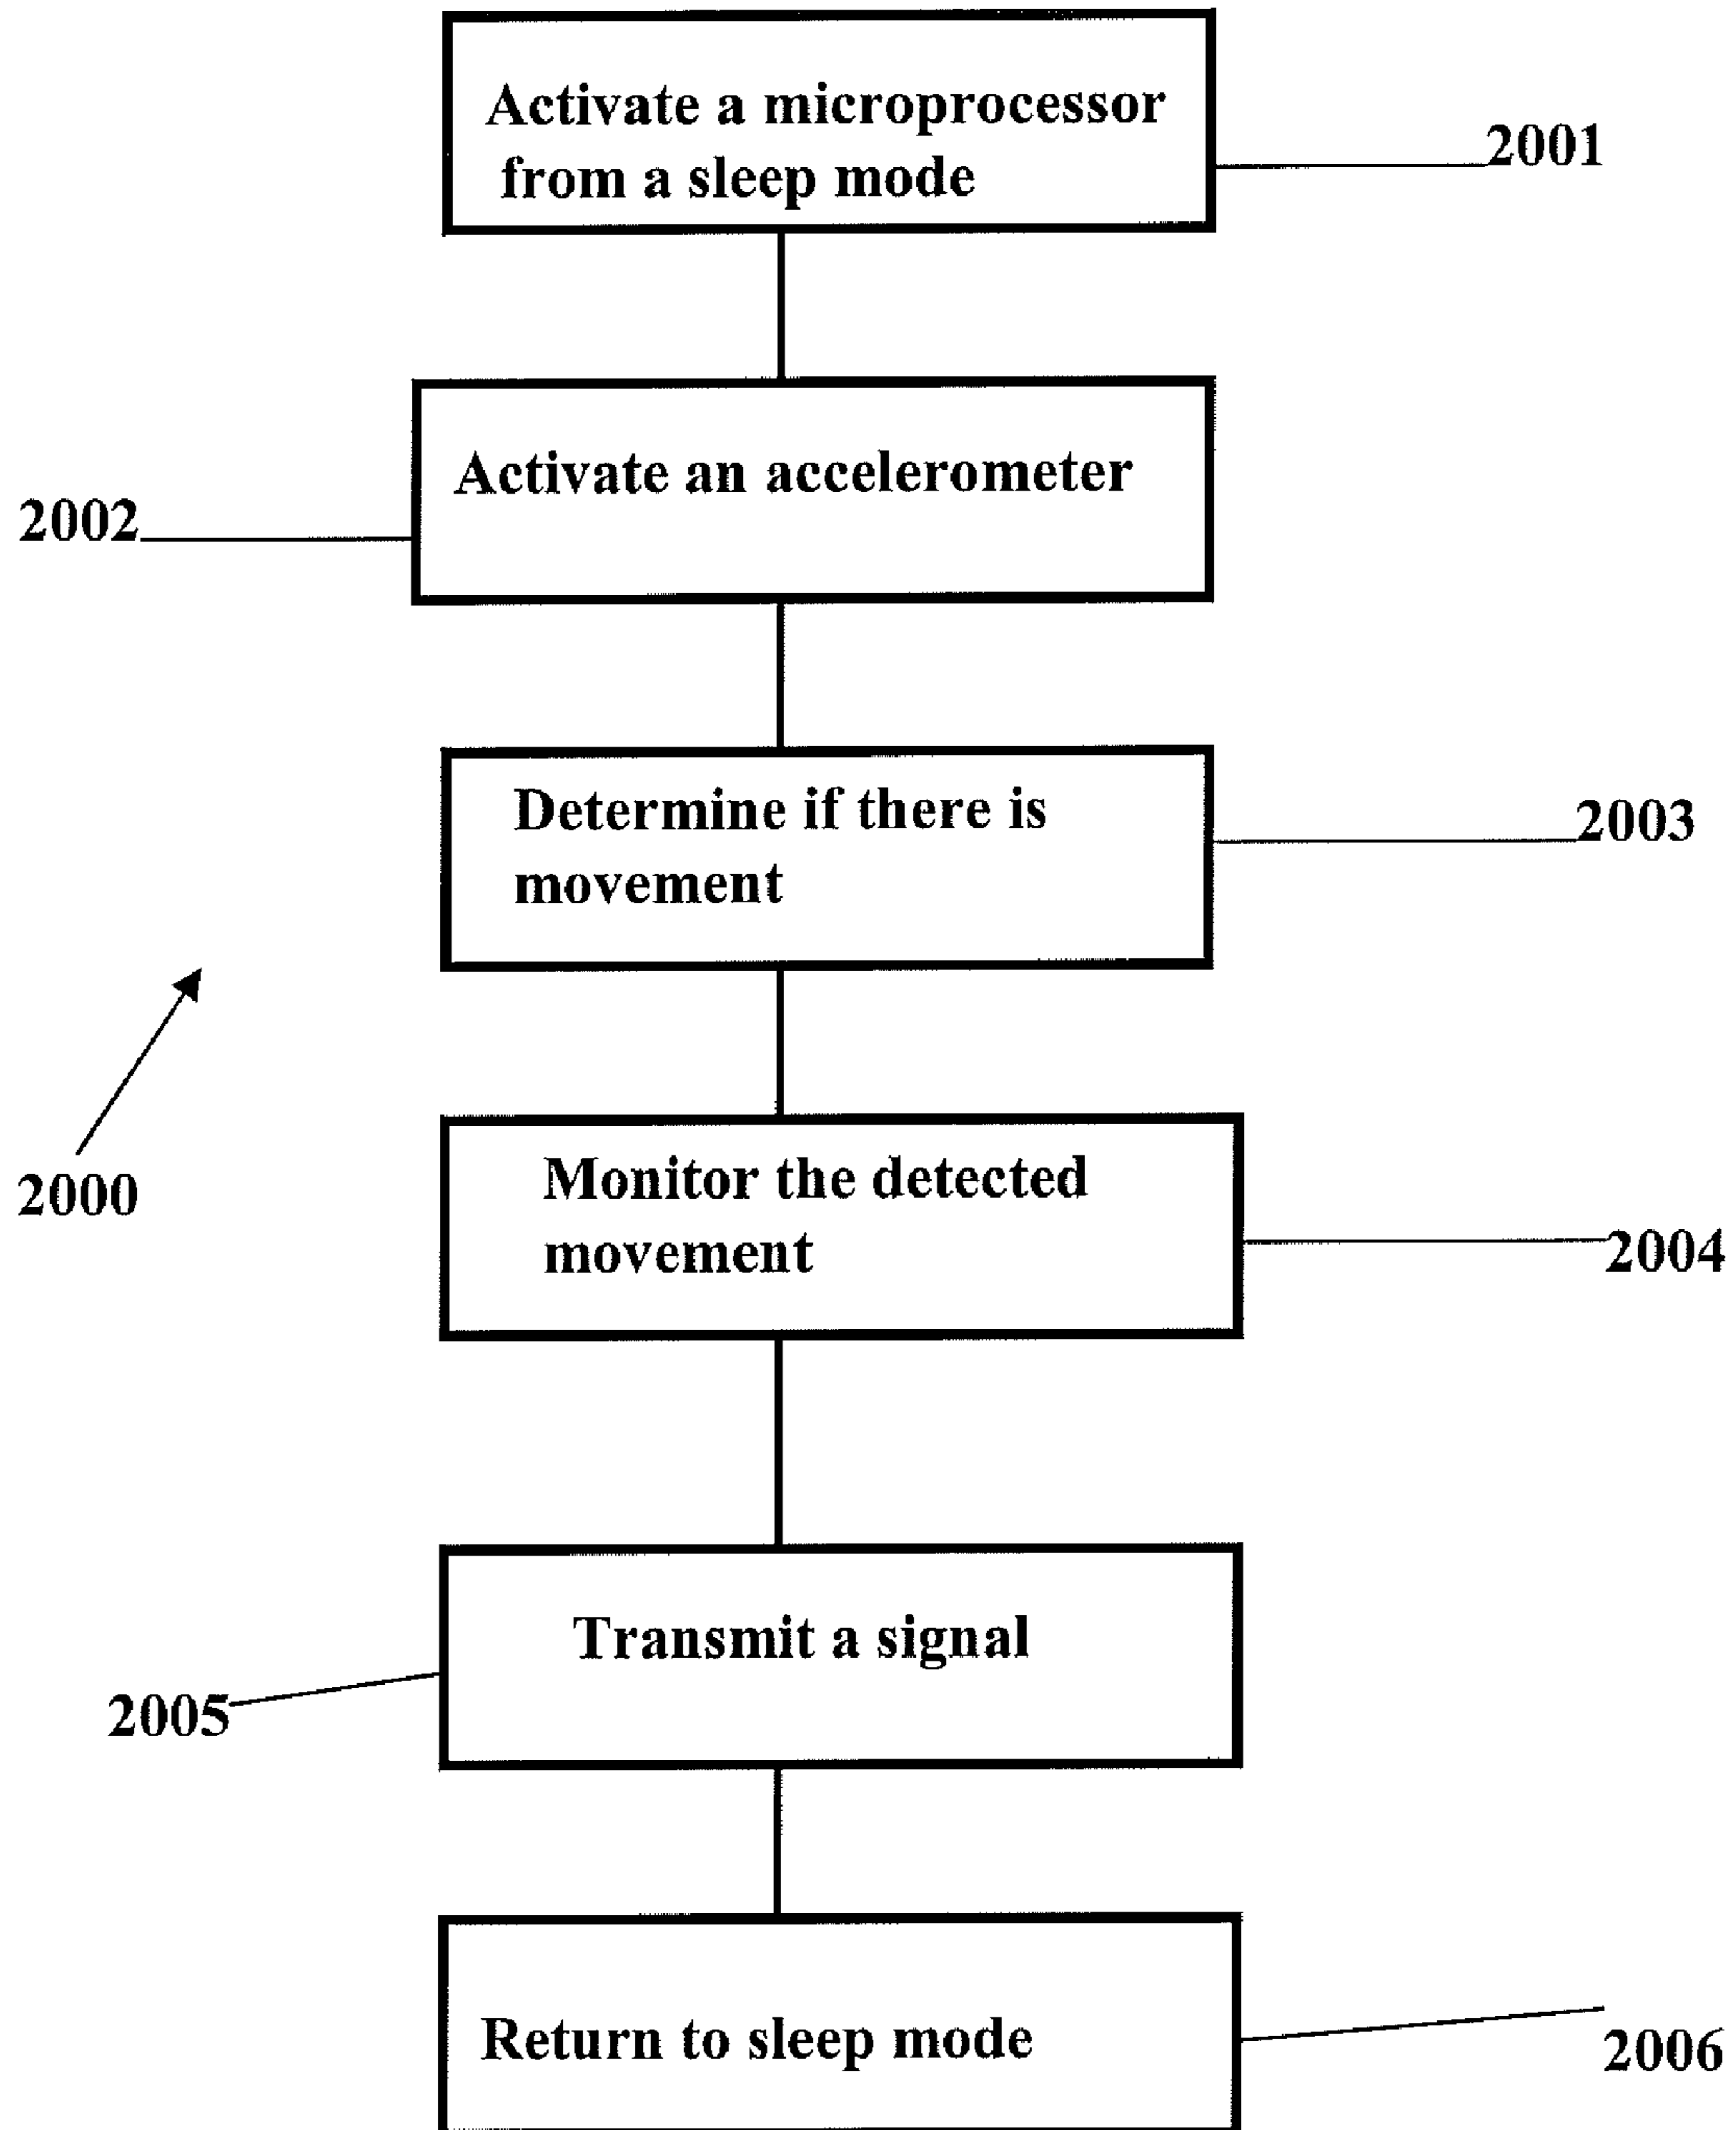 Activate a microprocessor
from a sleep mode
2001
Activate an accelerometer
2002
Determine if there is
movement
2003
2000
Monitor the detected
movement
2004
Transmit a signal
2005
Return to sleep mode
2006